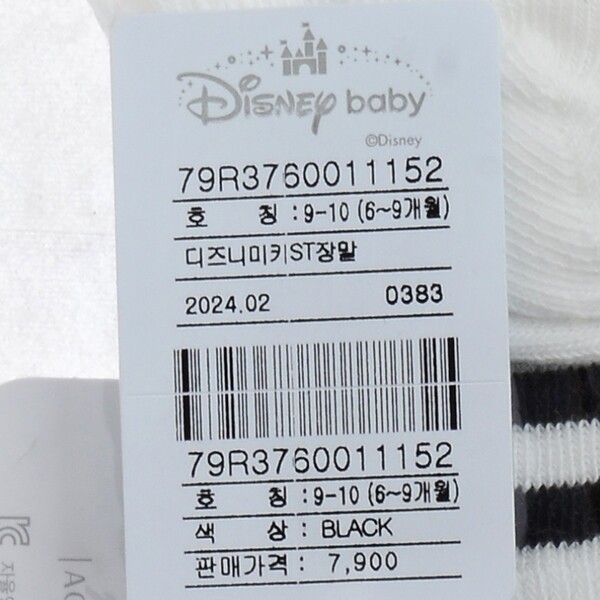 Disney baby
©Disney
79R3760011152
호 칭 : 9-10 (6~9개월)
디즈니미키ST장말
2024.02 0383
79R3760011152
호 칭 : 9-10 (6~9개월)
색 상 : BLACK
판매가격 : 7,900